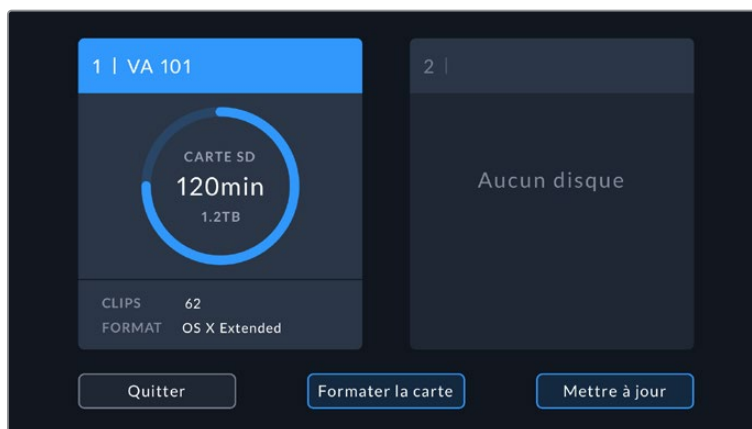 1 | VA 101
CARTE SD
120min
1.2TB
CLIPS 62
FORMAT OS X Extended
2 |
Aucun disque
Quitter
Formater la carte
Mettre à jour